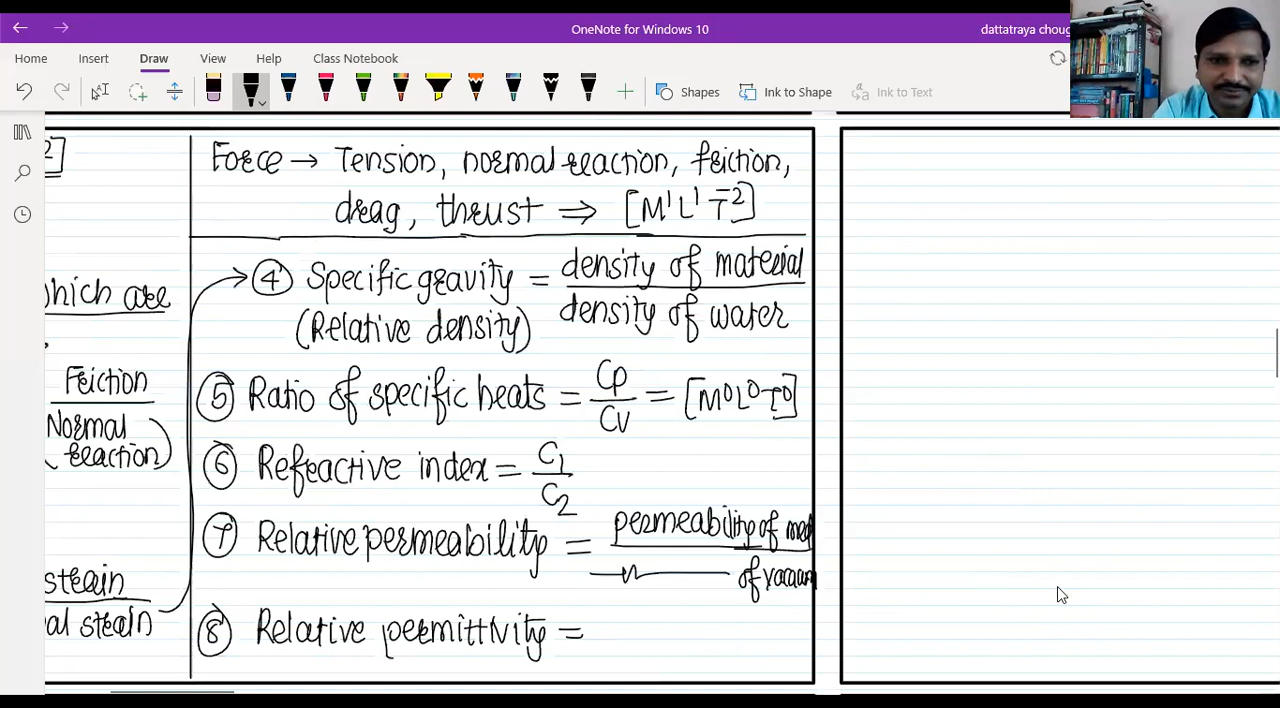 OneNote for Windows 10
dattatraya choug
Home Insert Draw View Help Class Notebook
Shapes Ink to Shape Ink to Text
2]
Force → Tension, normal reaction, friction,
drag, thrust ⇒ [M¹L¹T⁻²]
which are
④ Specific gravity = density of material
(Relative density) density of water
Friction
Normal
reaction)
⑤ Ratio of specific heats = Cp/Cv = [M⁰L⁰T⁰]
⑥ Refractive index = C₁/C₂
⑦ Relative permeability = permeability of med
of vacuum
strain
al strain
⑧ Relative permittivity =